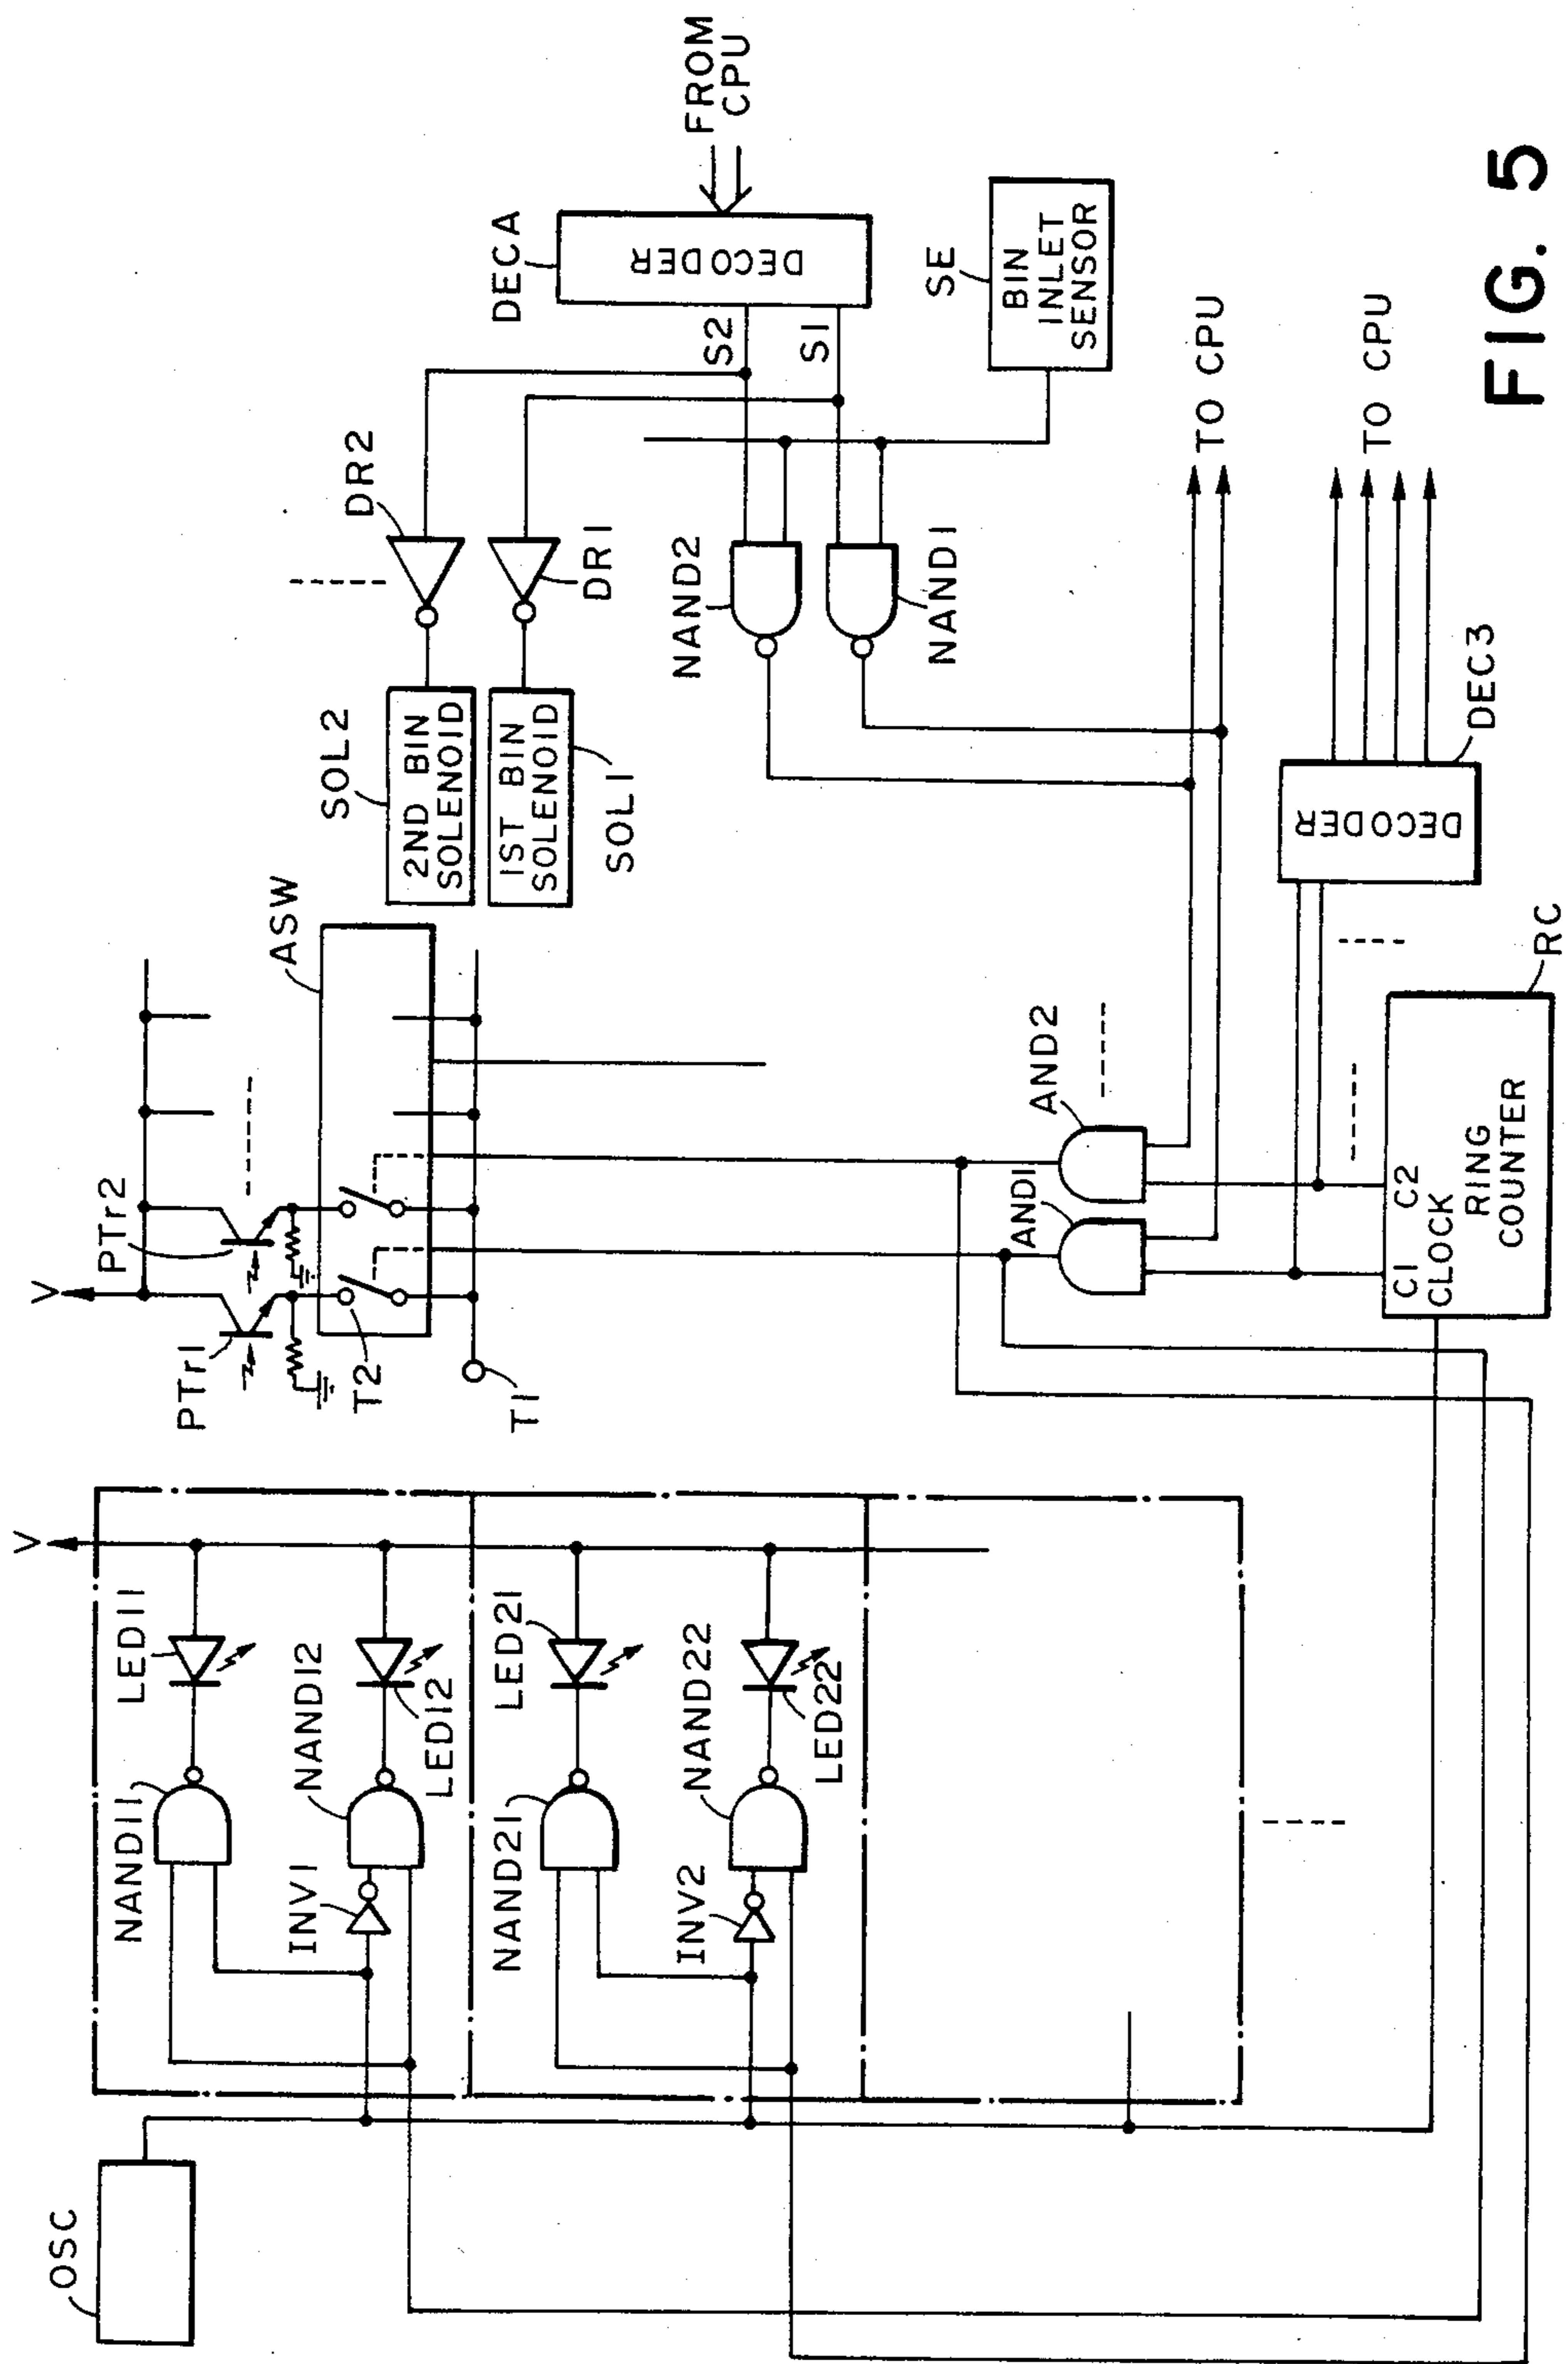 OSC
V
LED11
NAND11
INV1
NAND12
LED12
LED21
NAND21
INV2
NAND22
LED22
V
PTr2
PTr1
T2
T1
ASW
SOL2
2ND BIN
SOLENOID
1ST BIN
SOLENOID
SOL1
DR2
DR1
DECA
DECODER
FROM
CPU
S2
S1
NAND2
NAND1
SE
BIN
INLET
SENSOR
TO CPU
AND2
AND1
TO CPU
DECODER
DEC3
C1 C2
CLOCK
RING
COUNTER
RC
FIG. 5